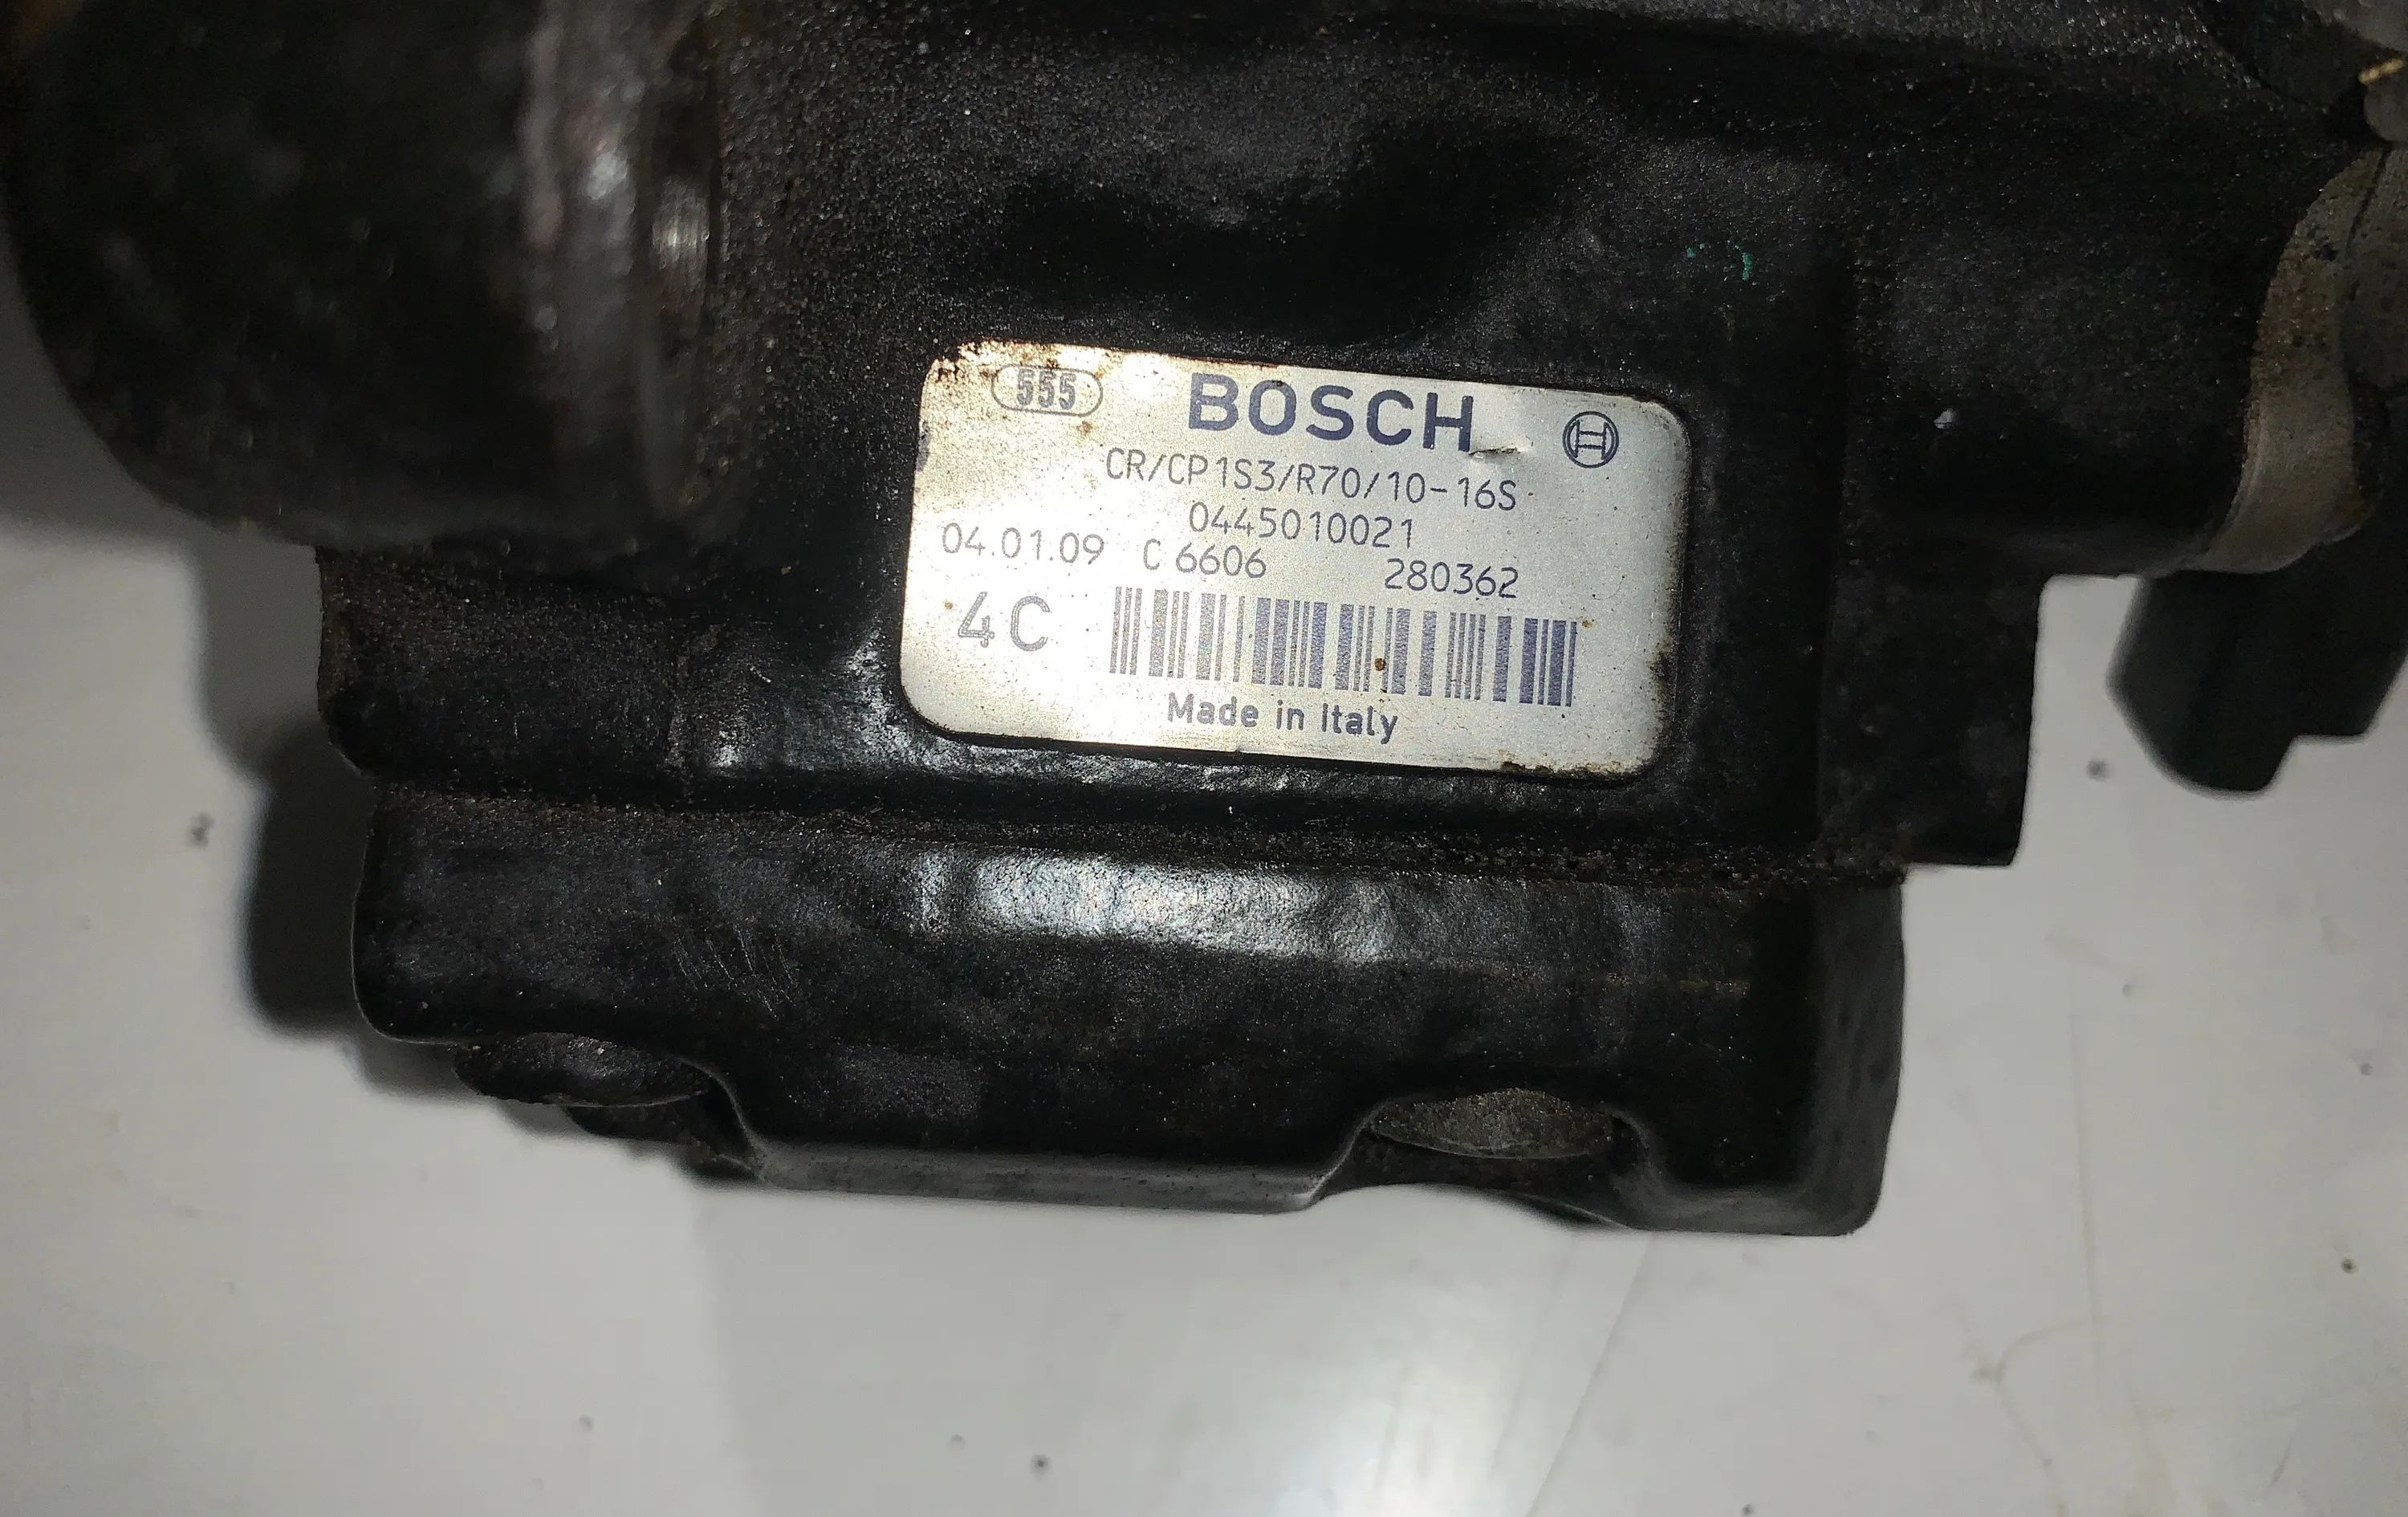 555 BOSCH
CR/CP1S3/R70/10-16S
0445010021
04.01.09 C 6606 280362
4C
Made in Italy